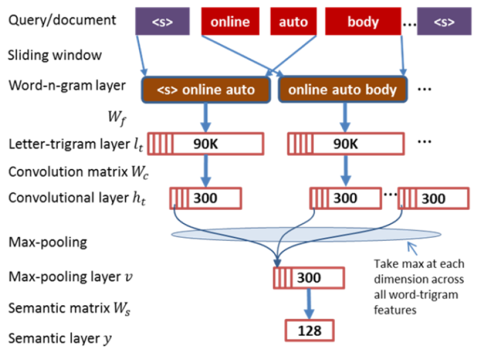 Query/document <s> online auto body ... <s>
Sliding window
Word-n-gram layer <s> online auto online auto body ...
W_f
Letter-trigram layer l_t 90K 90K ...
Convolution matrix W_c
Convolutional layer h_t 300 300 ... 300
Max-pooling
Take max at each
dimension across
all word-trigram
features
Max-pooling layer v 300
Semantic matrix W_s
Semantic layer y 128